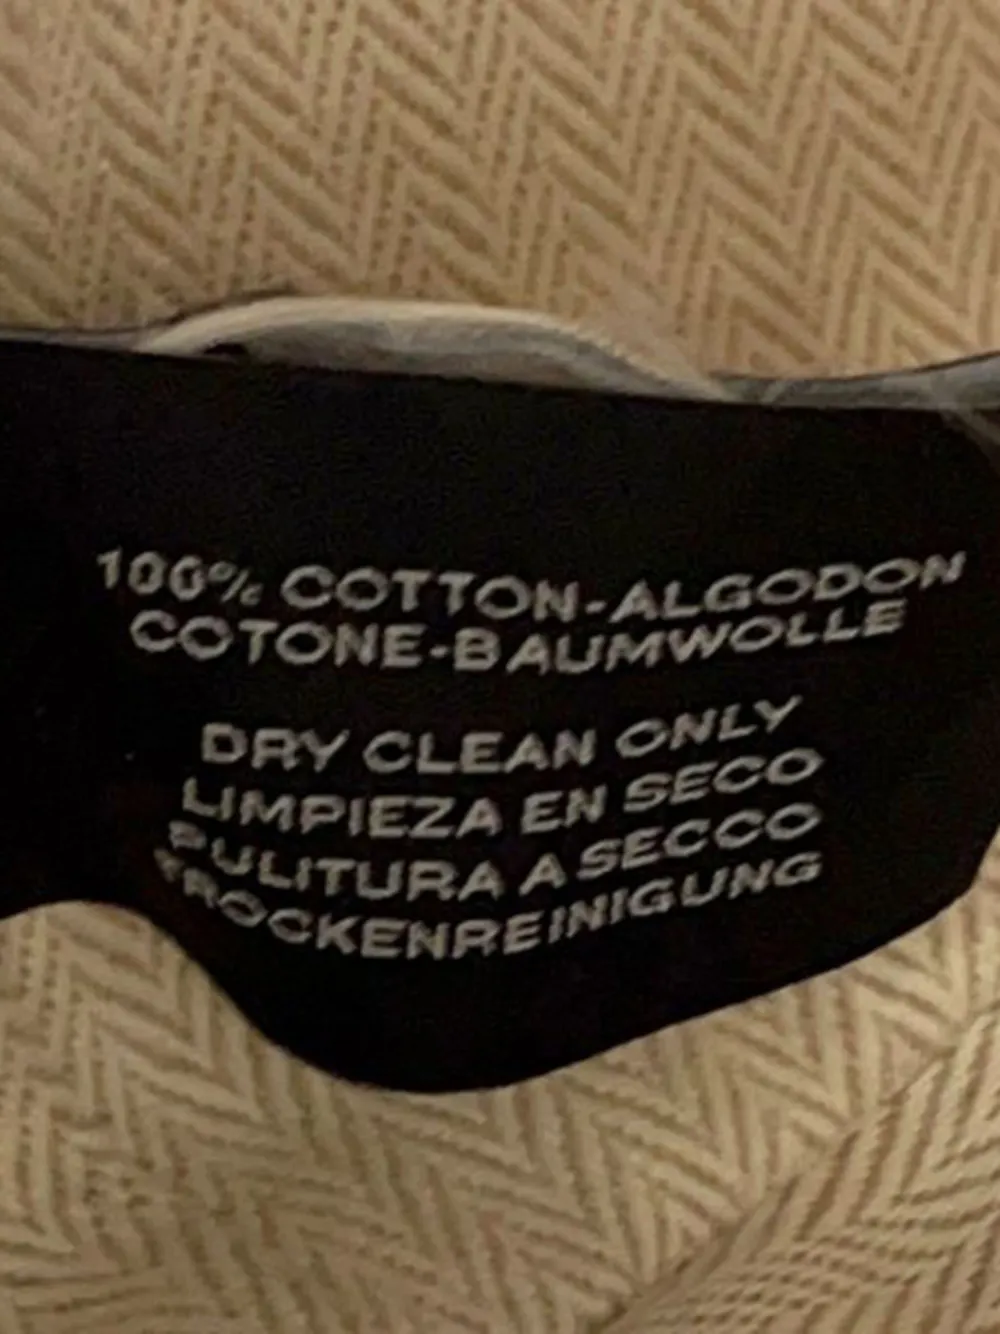 100% COTTON-ALGODON
COTONE-BAUMWOLLE
DRY CLEAN ONLY
LIMPIEZA EN SECO
PULITURA A SECCO
TROCKENREINIGUNG